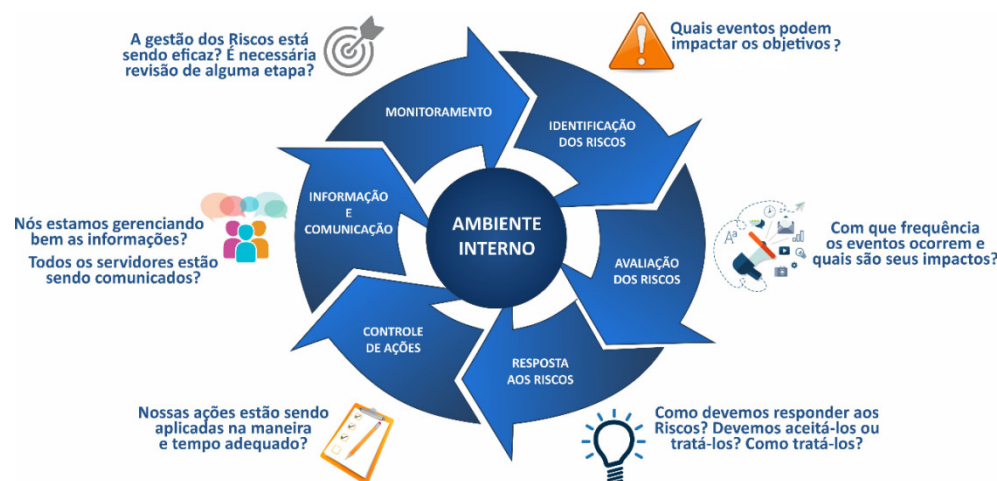 A gestão dos Riscos está
sendo eficaz? É necessária
revisão de alguma etapa?
Quais eventos podem
impactar os objetivos ?
MONITORAMENTO
IDENTIFICAÇÃO
DOS RISCOS
INFORMAÇÃO
E
COMUNICAÇÃO
AMBIENTE
INTERNO
Nós estamos gerenciando
bem as informações?
Todos os servidores estão
sendo comunicados?
Aª
Com que frequência
os eventos ocorrem e
quais são seus impactos?
AVALIAÇÃO
DOS RISCOS
CONTROLE
DE AÇÕES
RESPOSTA
AOS RISCOS
Nossas ações estão sendo
aplicadas na maneira
e tempo adequado?
Como devemos responder aos
Riscos? Devemos aceitá-los ou
tratá-los? Como tratá-los?